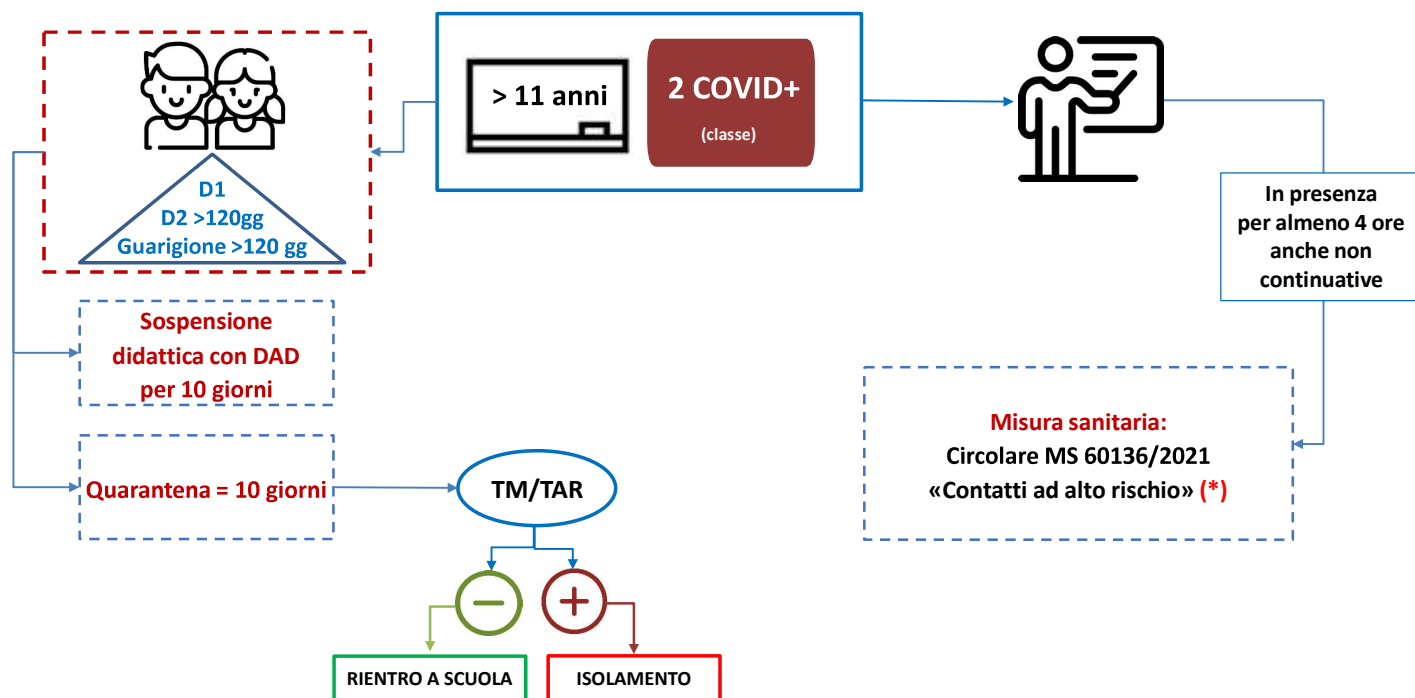 > 11 anni
2 COVID+
(classe)
D1
D2 >120gg
Guarigione >120 gg
In presenza
per almeno 4 ore
anche non
continuative
Sospensione
didattica con DAD
per 10 giorni
Misura sanitaria:
Circolare MS 60136/2021
«Contatti ad alto rischio» (*)
Quarantena = 10 giorni
TM/TAR
RIENTRO A SCUOLA
ISOLAMENTO